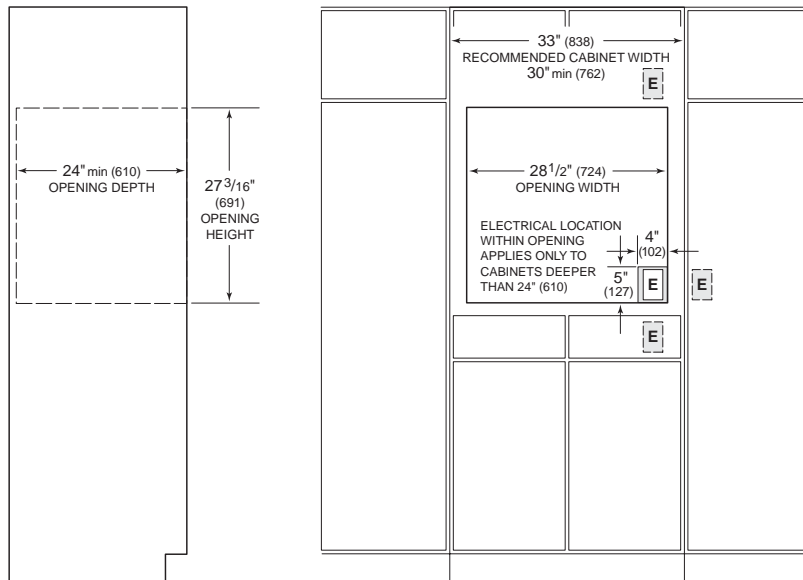 33" (838)
RECOMMENDED CABINET WIDTH
30" min (762)
E
24" min (610)
OPENING DEPTH
27 3/16"
(691)
OPENING
HEIGHT
28 1/2" (724)
OPENING WIDTH
ELECTRICAL LOCATION
WITHIN OPENING
APPLIES ONLY TO
CABINETS DEEPER
THAN 24" (610)
4"
(102)
5"
(127)
E
E
E